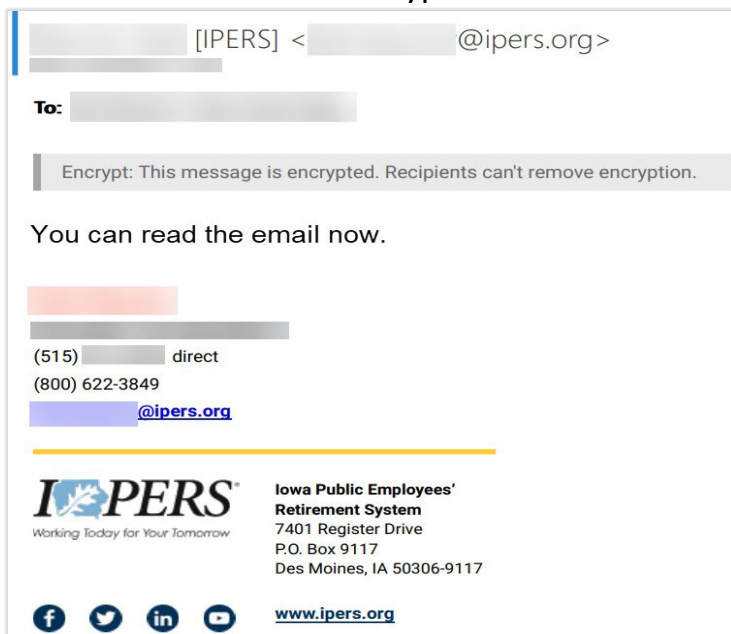 [IPERS] < @ipers.org>
To:
Encrypt: This message is encrypted. Recipients can't remove encryption.
You can read the email now.
(515) direct
(800) 622-3849
@ipers.org
IPERS
Working Today for Your Tomorrow
Iowa Public Employees’
Retirement System
7401 Register Drive
P.O. Box 9117
Des Moines, IA 50306-9117
www.ipers.org